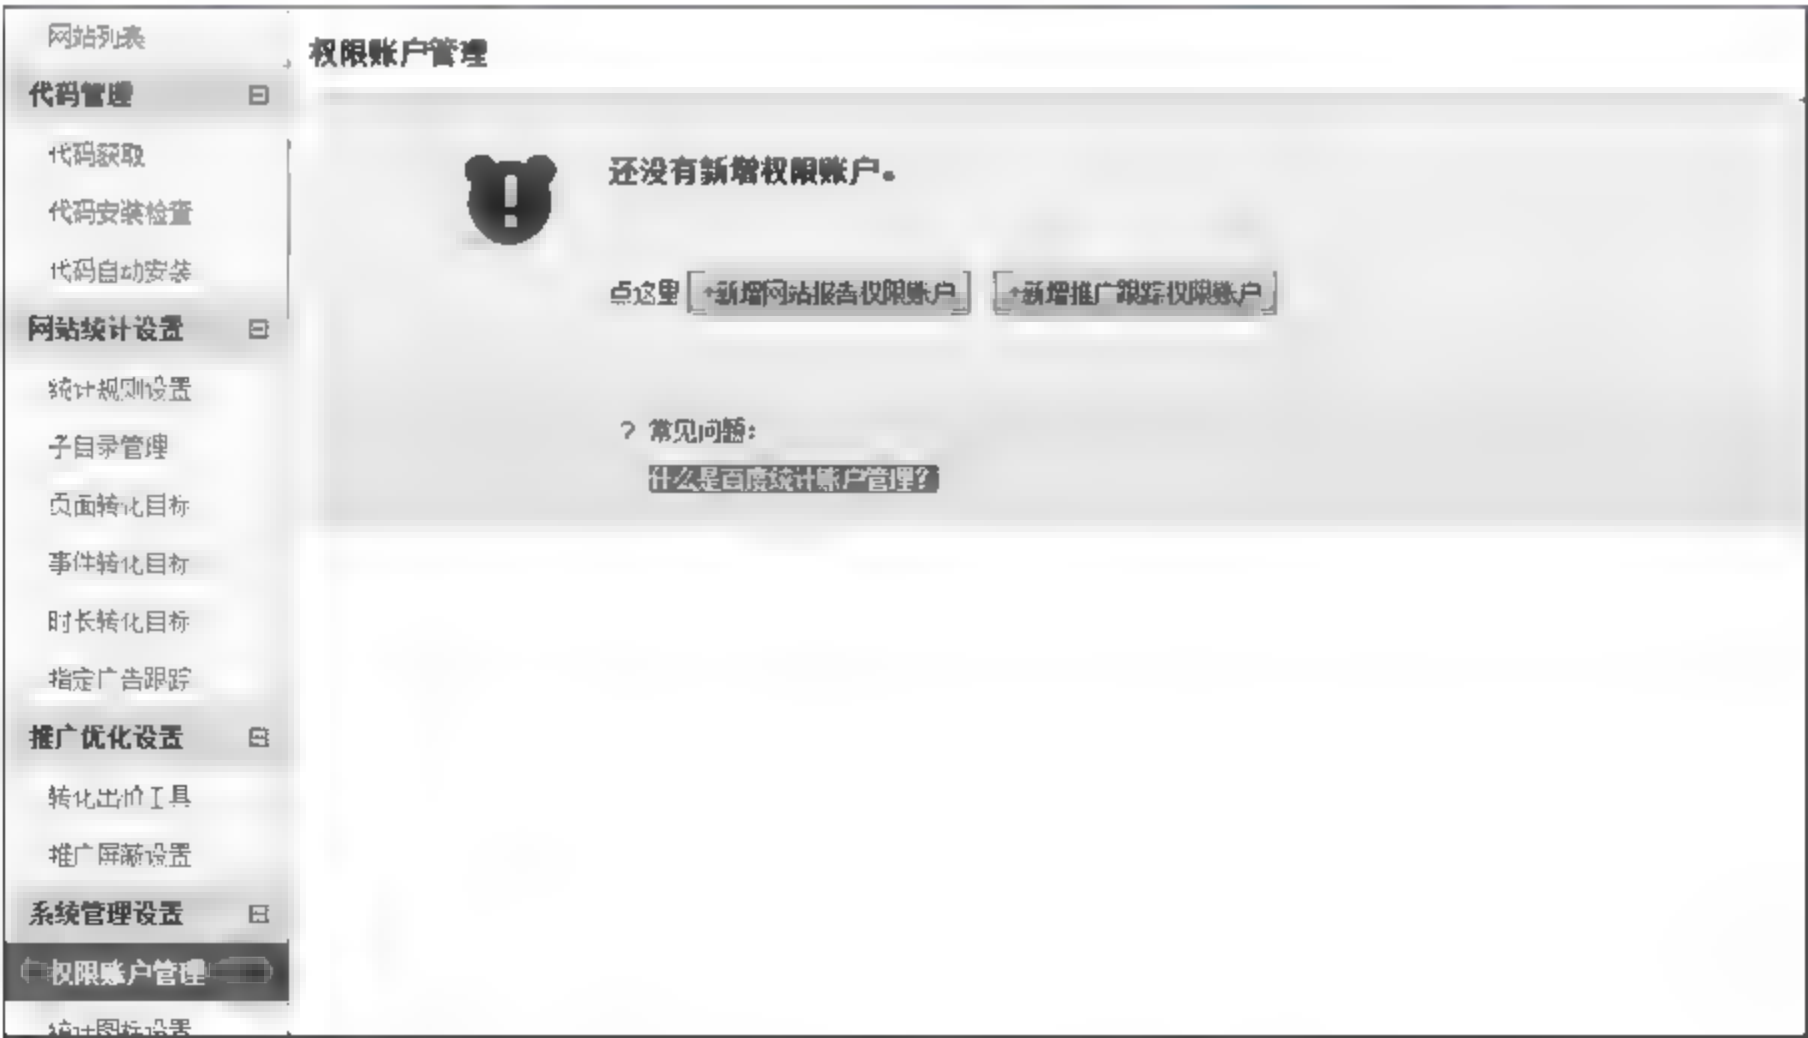 网站列表
代码管理
代码获取
代码安装检查
代码自动安装
网站统计设置
统计规则设置
子目录管理
页面转化目标
事件转化目标
时长转化目标
指定广告跟踪
推广优化设置
转化出价工具
推广屏蔽设置
系统管理设置
权限账户管理
统计图标设置
权限账户管理
还没有新增权限账户。
点这里 +新增网站报告权限账户 +新增推广跟踪权限账户
? 常见问题:
什么是百度统计账户管理?